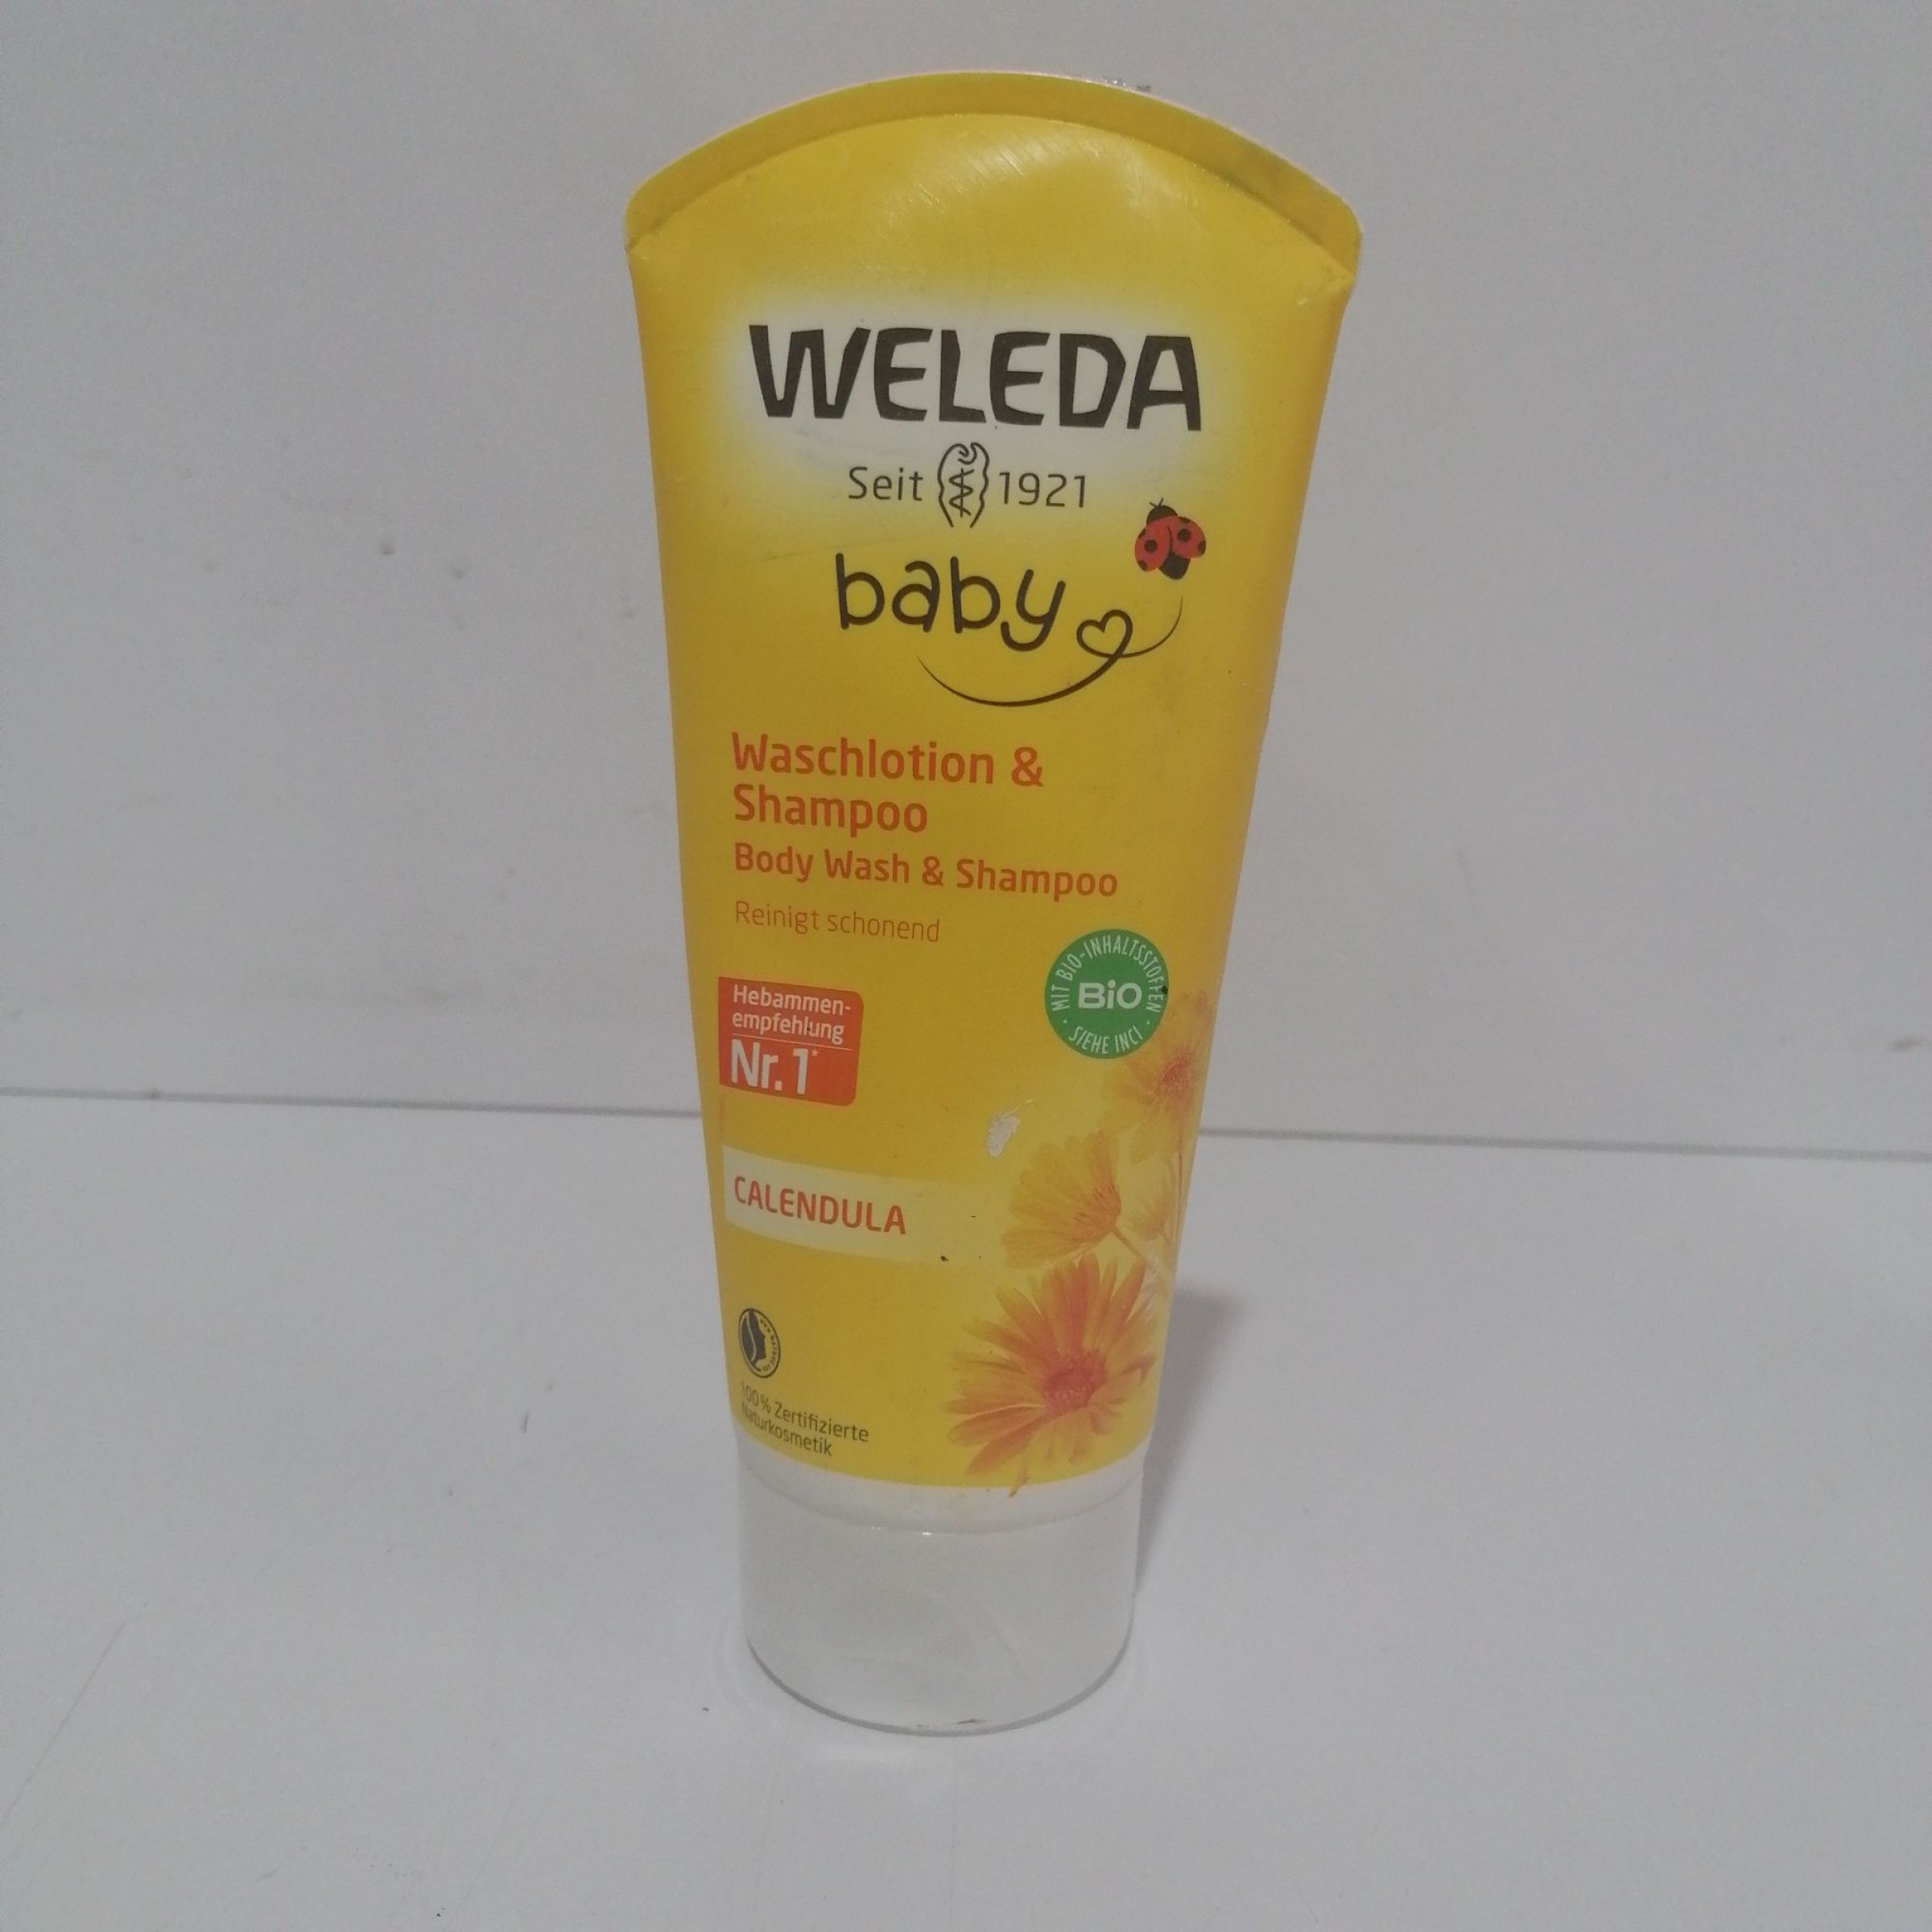 WELEDA
Seit 1921
baby
Waschlotion &
Shampoo
Body Wash & Shampoo
Reinigt schonend
MIT BIO-INHALTSSTOFFEN
BiO
SIEHE INCI
Hebammen-
empfehlung
Nr. 1*
CALENDULA
100% Zertifizierte
Naturkosmetik